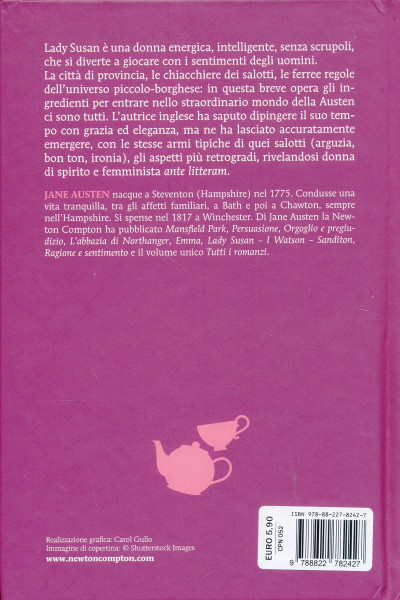 Lady Susan è una donna energica, intelligente, senza scrupoli,
che si diverte a giocare con i sentimenti degli uomini.
La città di provincia, le chiacchiere dei salotti, le ferree regole
dell'universo piccolo-borghese: in questa breve opera gli in-
gredienti per entrare nello straordinario mondo della Austen
ci sono tutti. L'autrice inglese ha saputo dipingere il suo tem-
po con grazia ed eleganza, ma ne ha lasciato accuratamente
emergere, con le stesse armi tipiche di quei salotti (arguzia,
bon ton, ironia), gli aspetti più retrogradi, rivelandosi donna
di spirito e femminista ante litteram.
JANE AUSTEN nacque a Steventon (Hampshire) nel 1775. Condusse una
vita tranquilla, tra gli affetti familiari, a Bath e poi a Chawton, sempre
nell'Hampshire. Si spense nel 1817 a Winchester. Di Jane Austen la New-
ton Compton ha pubblicato Mansfield Park, Persuasione, Orgoglio e pregiu-
dizio, L'abbazia di Northanger, Emma, Lady Susan – I Watson – Sanditon,
Ragione e sentimento e il volume unico Tutti i romanzi.
Realizzazione grafica: Carol Gullo
Immagine di copertina: © Shutterstock Images
www.newtoncompton.com
EURO 5,90
CPN 052
ISBN 978-88-227-8242-7
9 788822 782427